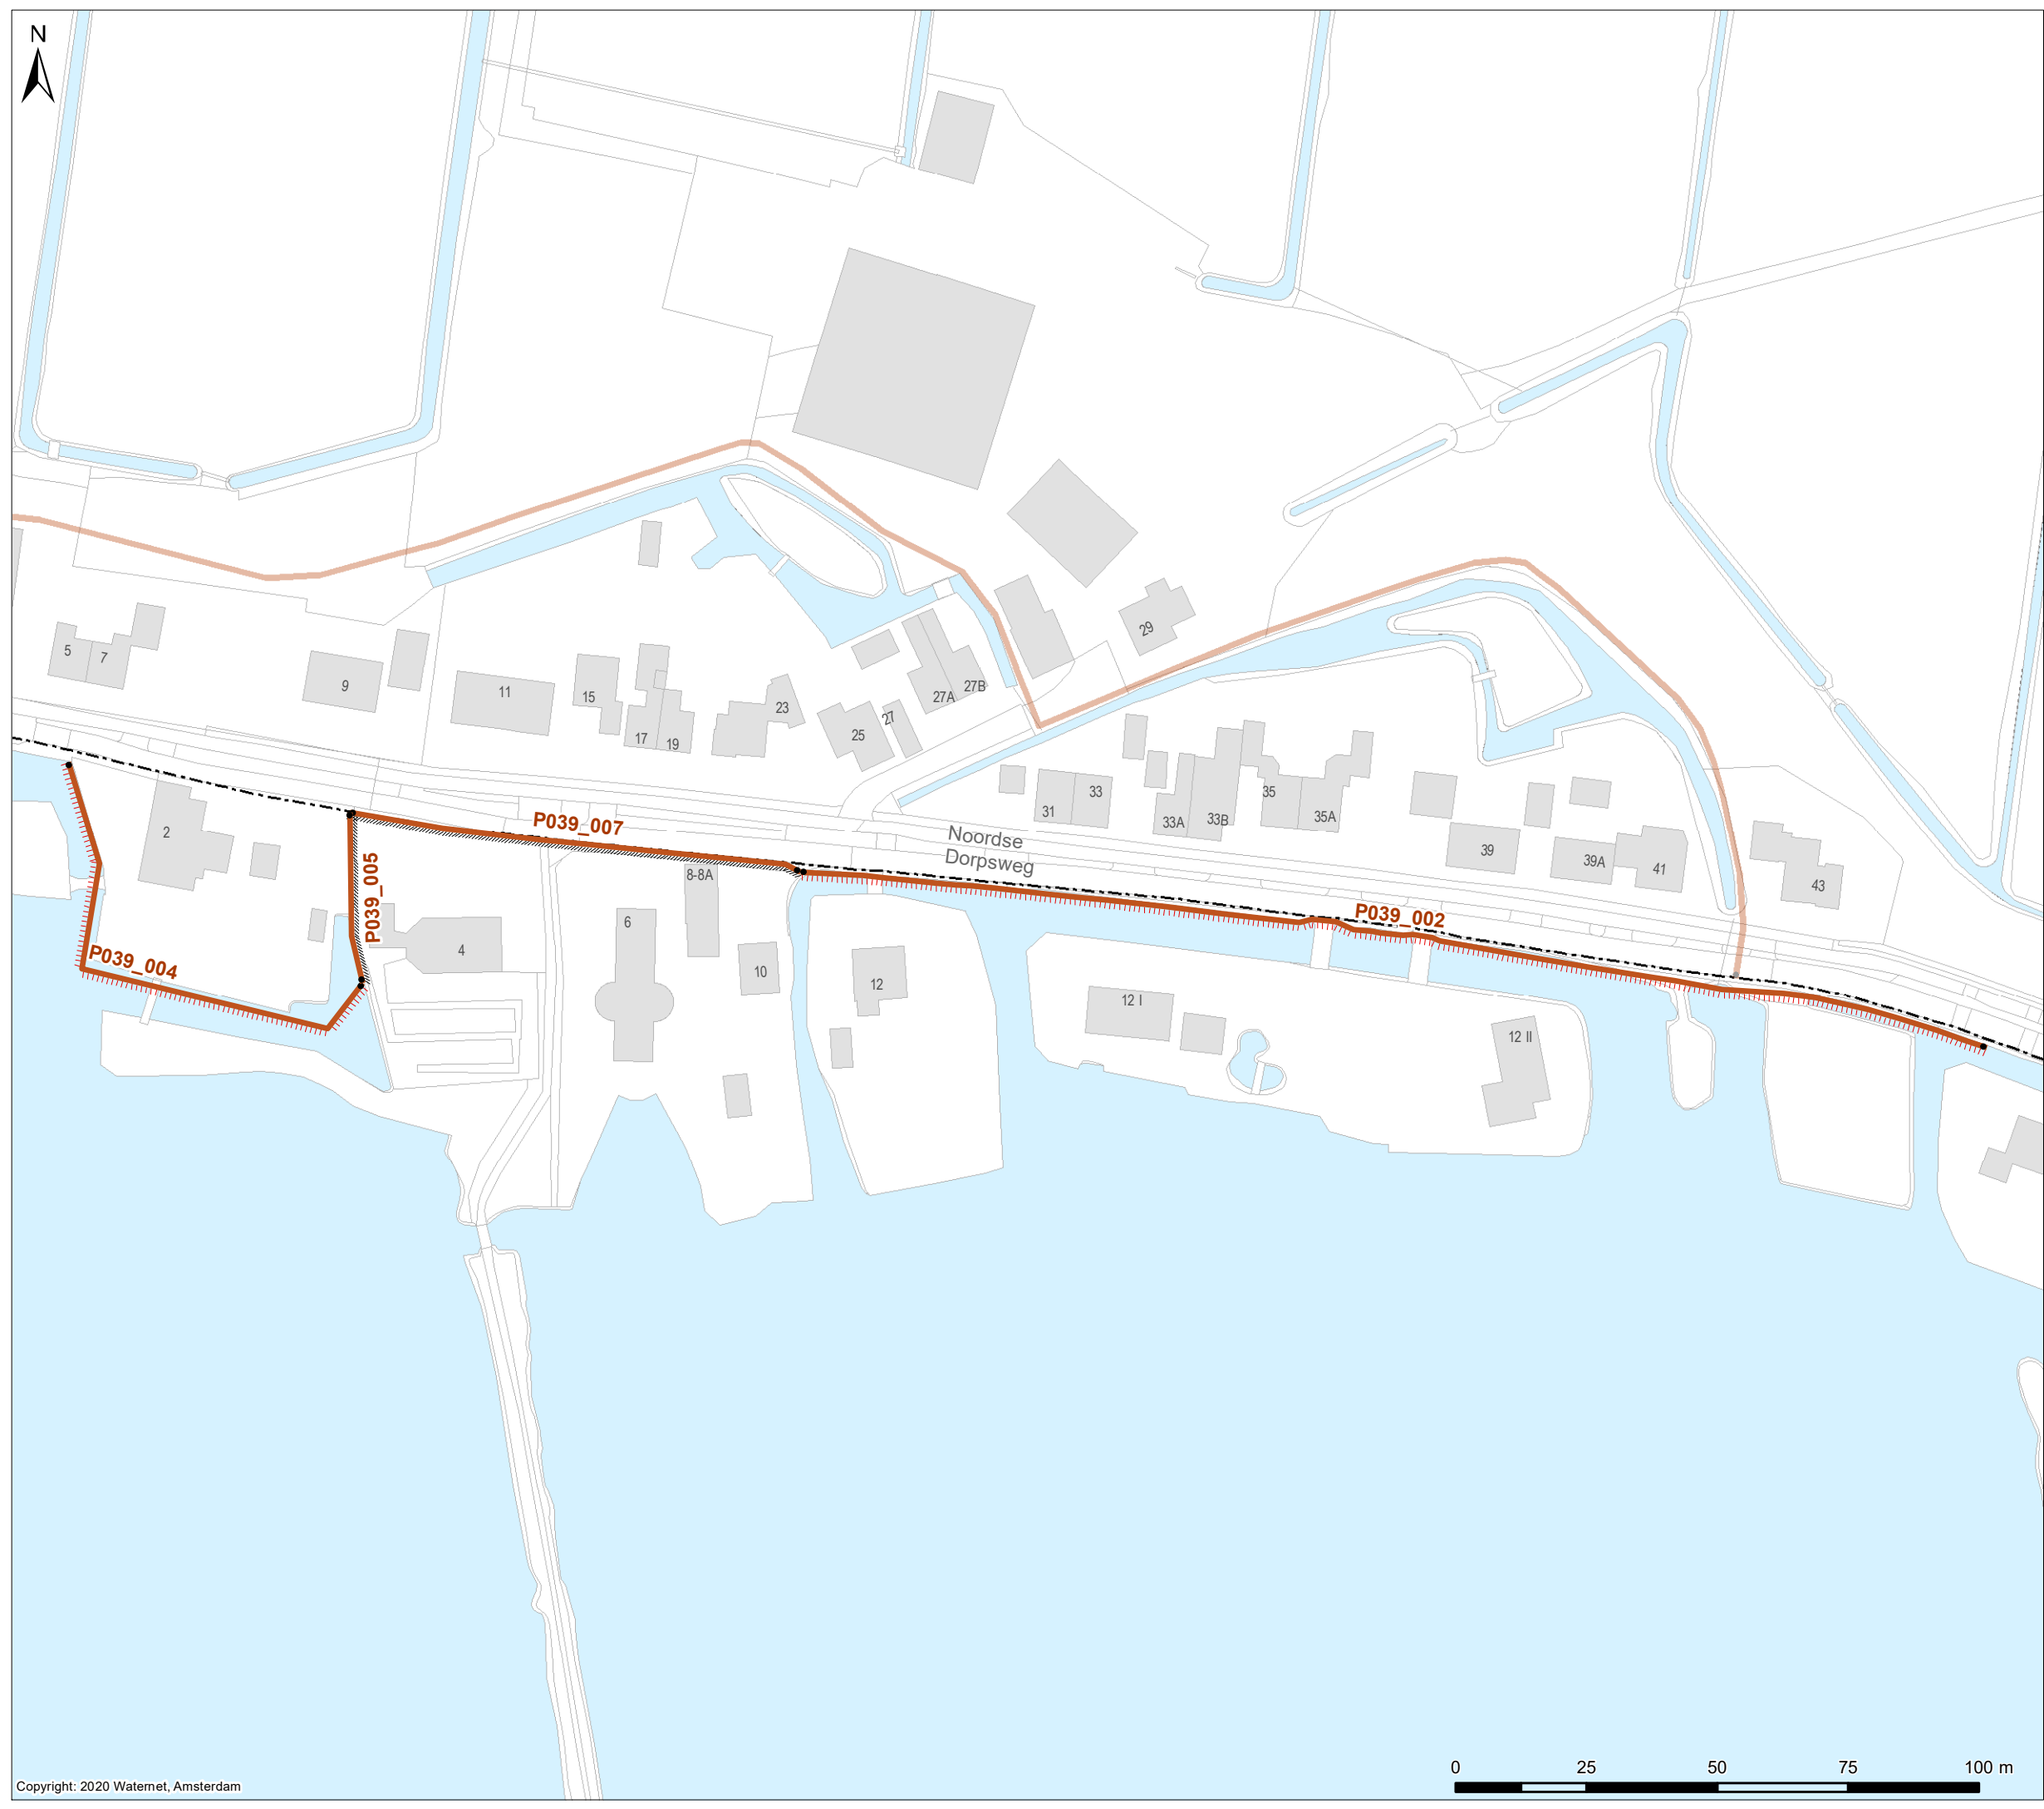 N
5
7
9
11
15
17
19
23
25
27
27A
27B
29
31
33
33A
33B
35
35A
39
39A
41
43
2
P039_007
Noordse
Dorpsweg
P039_005
P039_004
P039_002
4
6
8-8A
10
12
12 I
12 II
0 25 50 75 100 m
Copyright: 2020 Waternet, Amsterdam